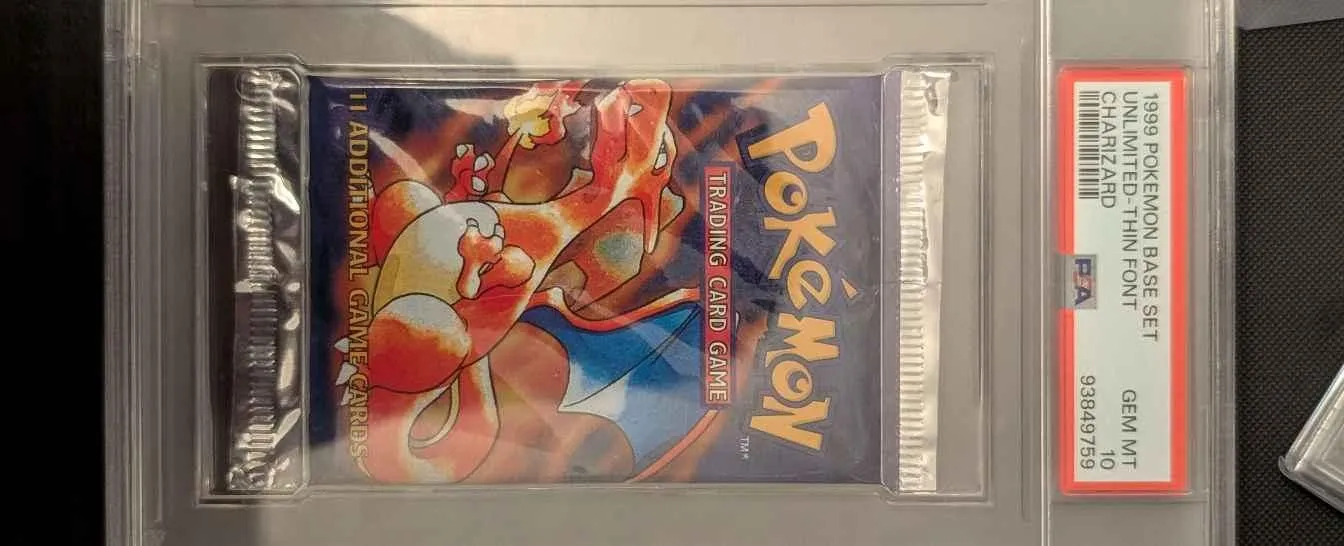 1999 POKEMON BASE SET
UNLIMITED-THIN FONT GEM MT
CHARIZARD 10
PSA 93849759
POKéMON
TM*
TRADING CARD GAME
11 ADDITIONAL GAME CARDS